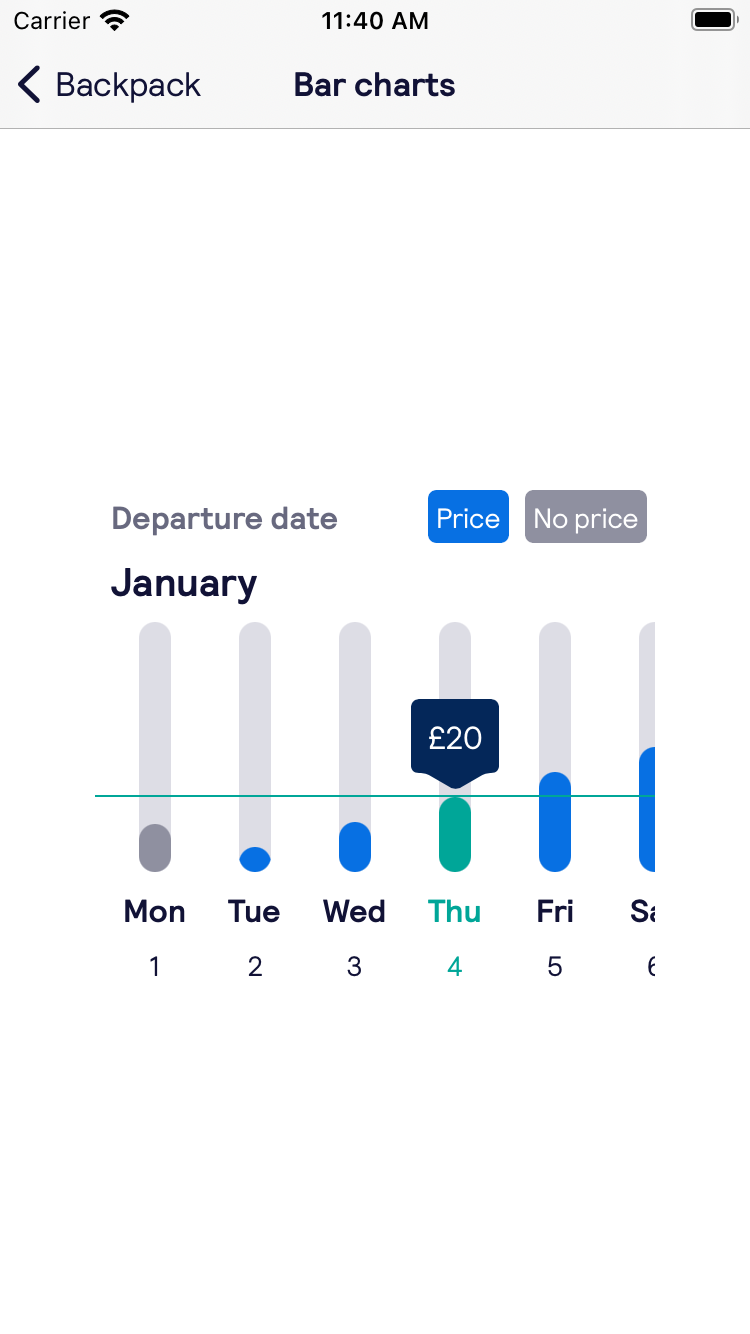 Carrier 11:40 AM
Backpack Bar charts
Departure date Price No price
January
£20
Mon Tue Wed Thu Fri
1 2 3 4 5